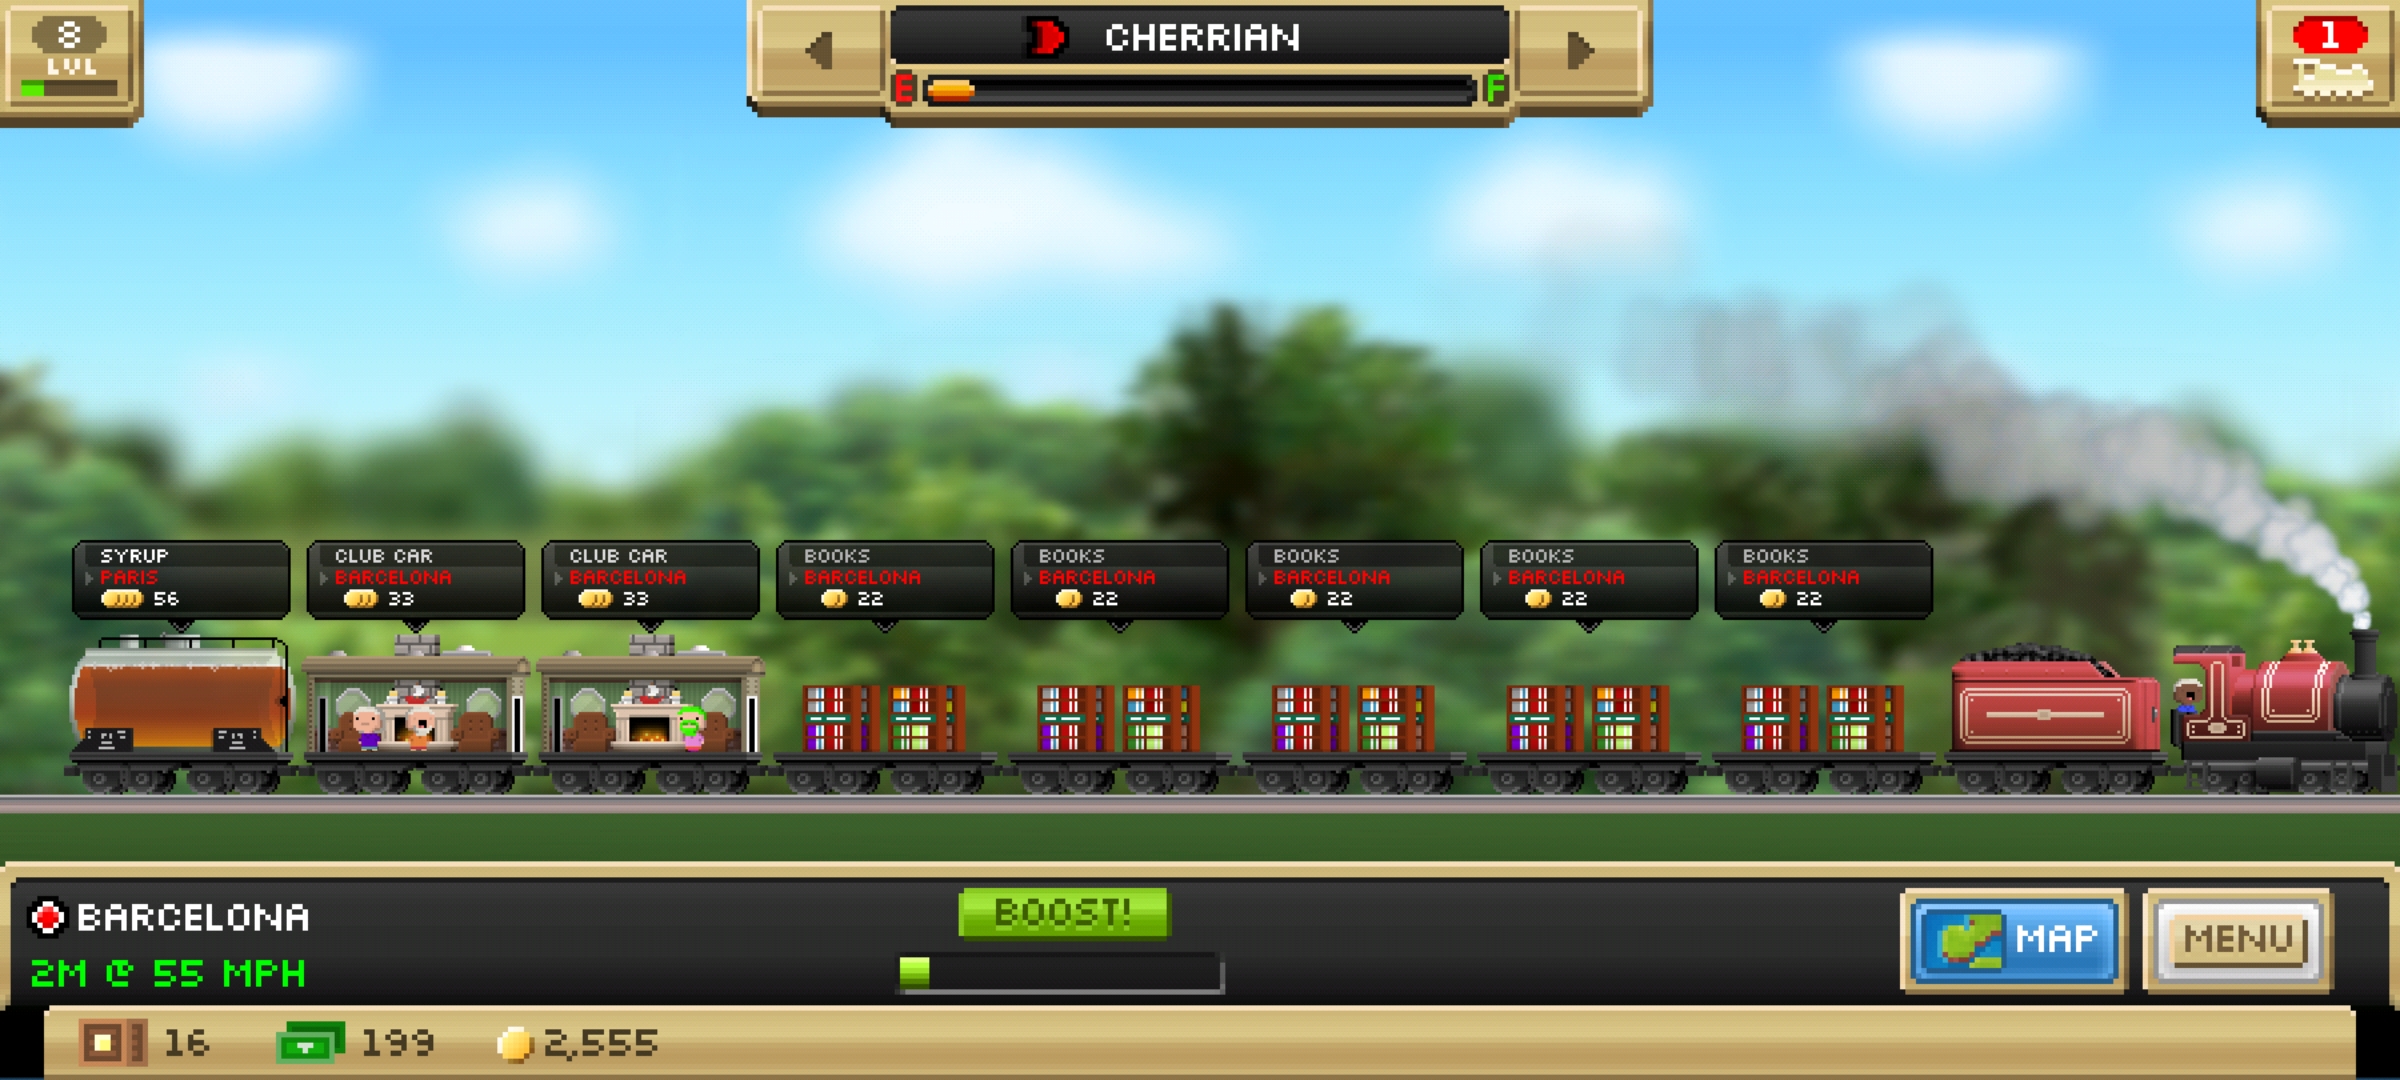 8
LVL
CHERRIAN
E
F
1
SYRUP
PARIS
56
CLUB CAR
BARCELONA
33
CLUB CAR
BARCELONA
33
BOOKS
BARCELONA
22
BOOKS
BARCELONA
22
BOOKS
BARCELONA
22
BOOKS
BARCELONA
22
BOOKS
BARCELONA
22
BARCELONA
2M @ 55 MPH
BOOST!
MAP
MENU
16
199
2,555